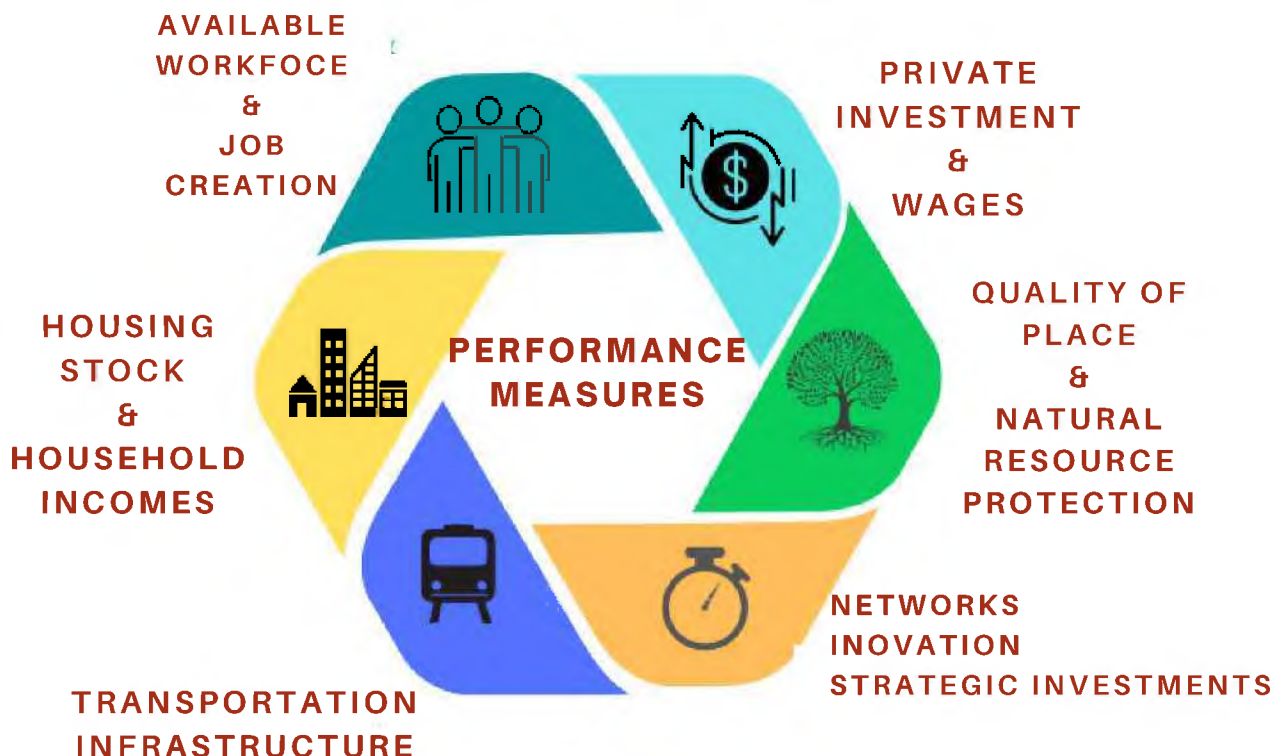 AVAILABLE
WORKFOCE
&
JOB
CREATION
PRIVATE
INVESTMENT
&
WAGES
QUALITY OF
PLACE
&
NATURAL
RESOURCE
PROTECTION
HOUSING
STOCK
&
HOUSEHOLD
INCOMES
PERFORMANCE
MEASURES
$
NETWORKS
INOVATION
STRATEGIC INVESTMENTS
TRANSPORTATION
INFRASTRUCTURE